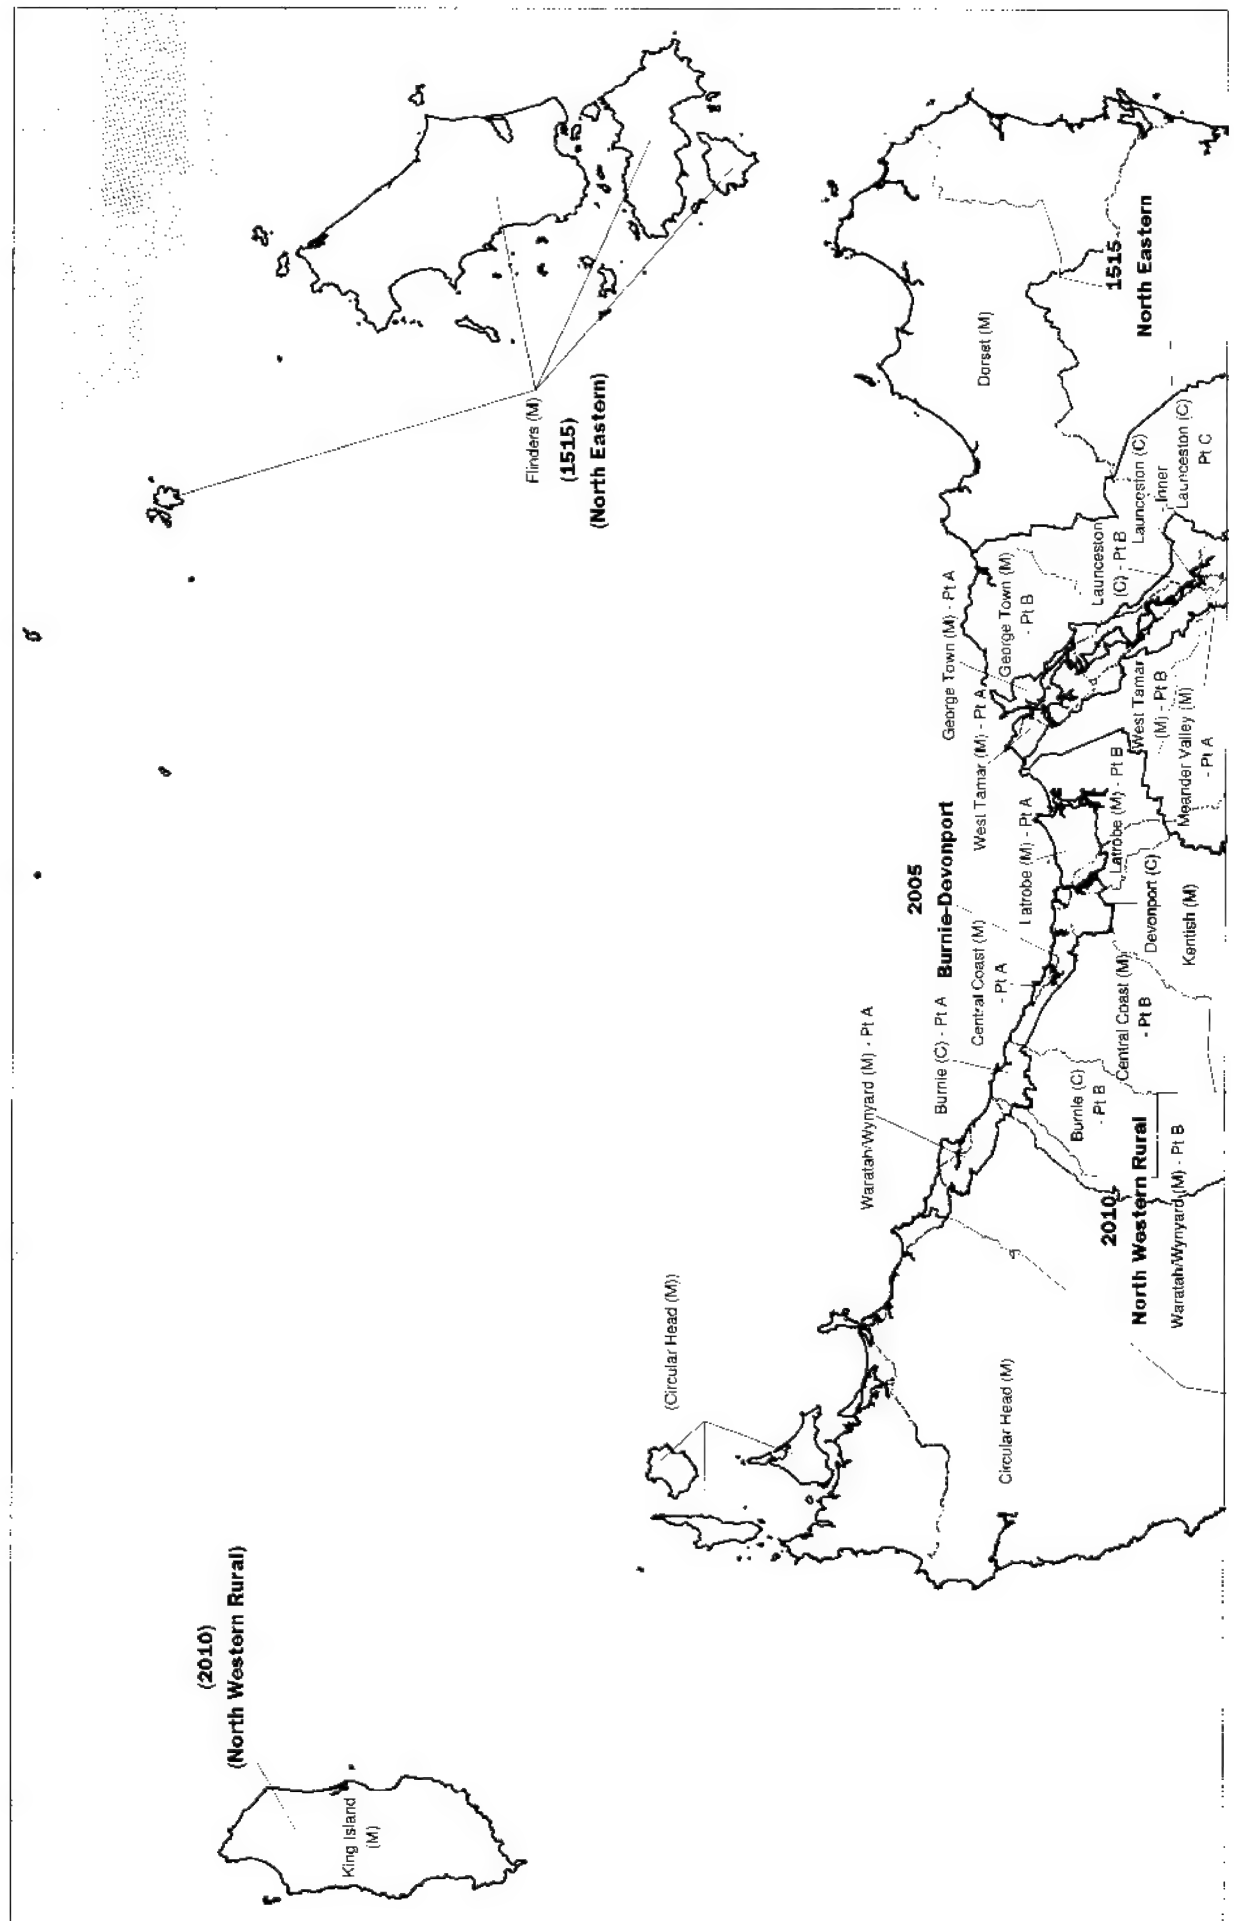 (2010)
(North Western Rural)
King Island
(M)
Flinders (M)
(1515)
(North Eastern)
(Circular Head (M))
Circular Head (M)
Waratah/Wynyard (M) - Pt A
Burnie (C) - Pt A
2005
Burnie-Devonport
Central Coast (M)
- Pt A
Latrobe (M) - Pt A
West Tamar (M) - Pt A
George Town (M) - Pt A
George Town (M)
- Pt B
Dorset (M)
1515
North Eastern
Launceston
(C) - Pt B
Launceston (C)
- Inner
Launceston (C)
Pt C
West Tamar
(M) - Pt B
Meander Valley (M)
- Pt A
Latrobe (M) - Pt B
Devonport (C)
Kentish (M)
Central Coast (M)
- Pt B
Burnie (C)
- Pt B
2010
North Western Rural
Waratah/Wynyard (M) - Pt B